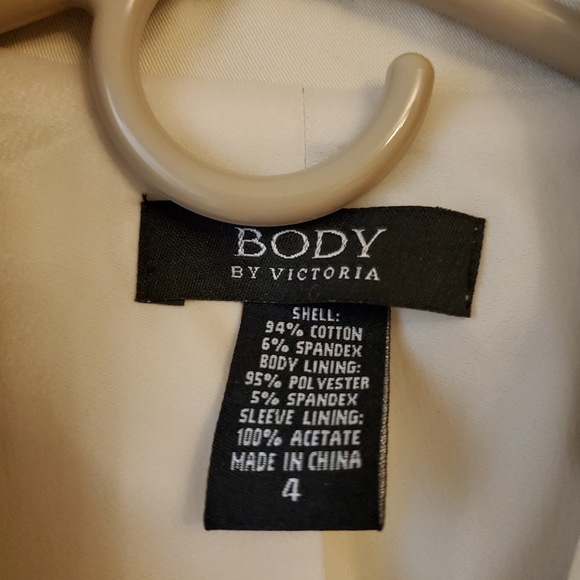 BODY
BY VICTORIA
SHELL:
94% COTTON
6% SPANDEX
BODY LINING:
95% POLYESTER
5% SPANDEX
SLEEVE LINING:
100% ACETATE
MADE IN CHINA
4